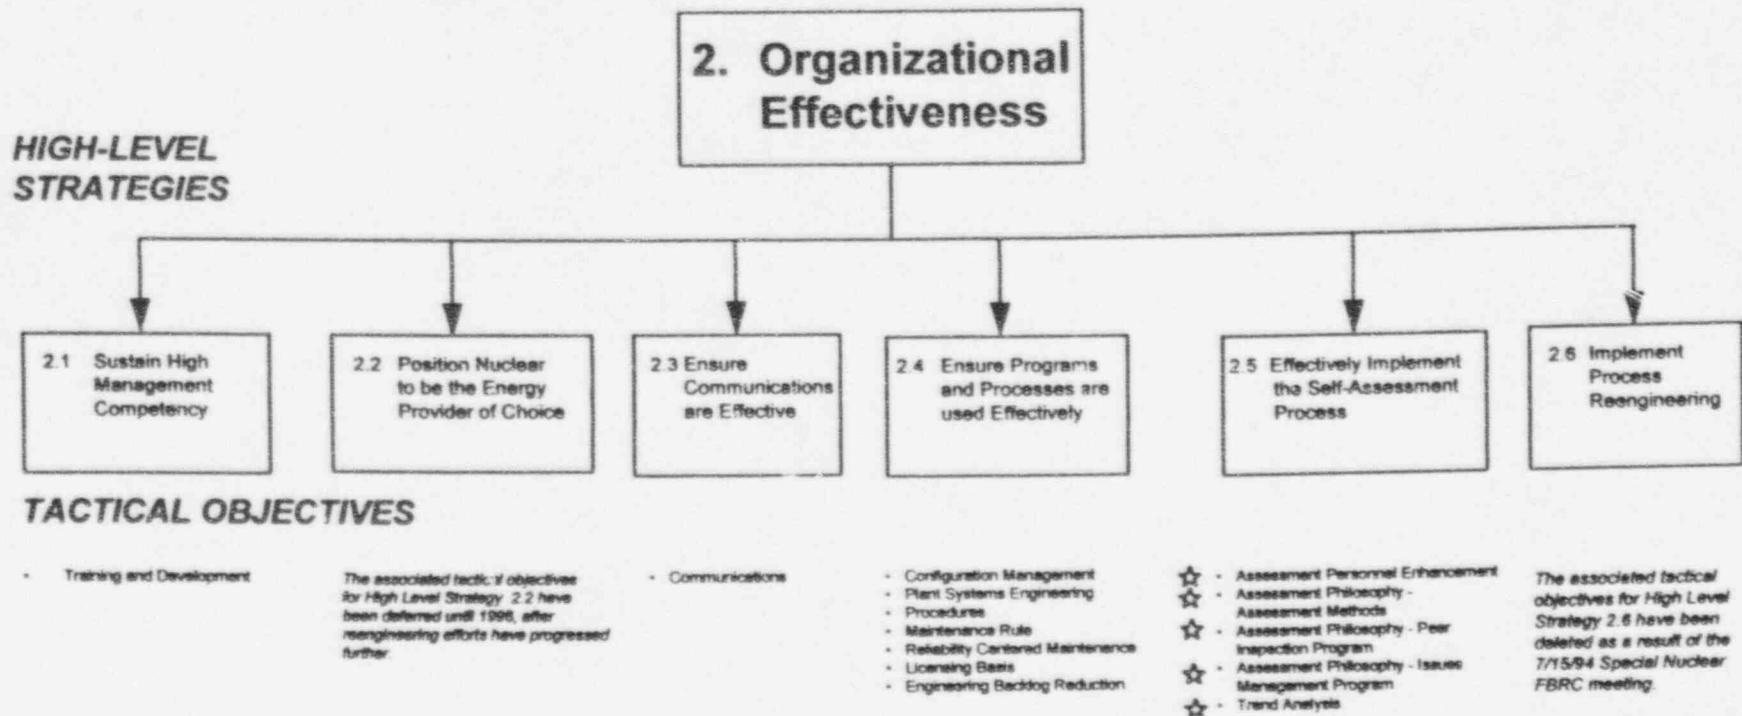 2. Organizational
Effectiveness
HIGH-LEVEL
STRATEGIES
2.1 Sustain High
Management
Competency
2.2 Position Nuclear
to be the Energy
Provider of Choice
2.3 Ensure
Communications
are Effective
2.4 Ensure Programs
and Processes are
used Effectively
2.5 Effectively Implement
the Self-Assessment
Process
2.6 Implement
Process
Reengineering
TACTICAL OBJECTIVES
· Training and Development
The associated tactical objectives
for High Level Strategy 2.2 have
been deferred until 1996, after
reengineering efforts have progressed
further.
· Communications
· Configuration Management
· Plant Systems Engineering
· Procedures
· Maintenance Rule
· Reliability Centered Maintenance
· Licensing Basis
· Engineering Backlog Reduction
☆ · Assessment Personnel Enhancement
☆ · Assessment Philosophy -
Assessment Methods
☆ · Assessment Philosophy - Peer
Inspection Program
☆ · Assessment Philosophy - Issues
Management Program
☆ · Trend Analysis
The associated tactical
objectives for High Level
Strategy 2.6 have been
deleted as a result of the
7/15/94 Special Nuclear
FBRC meeting.